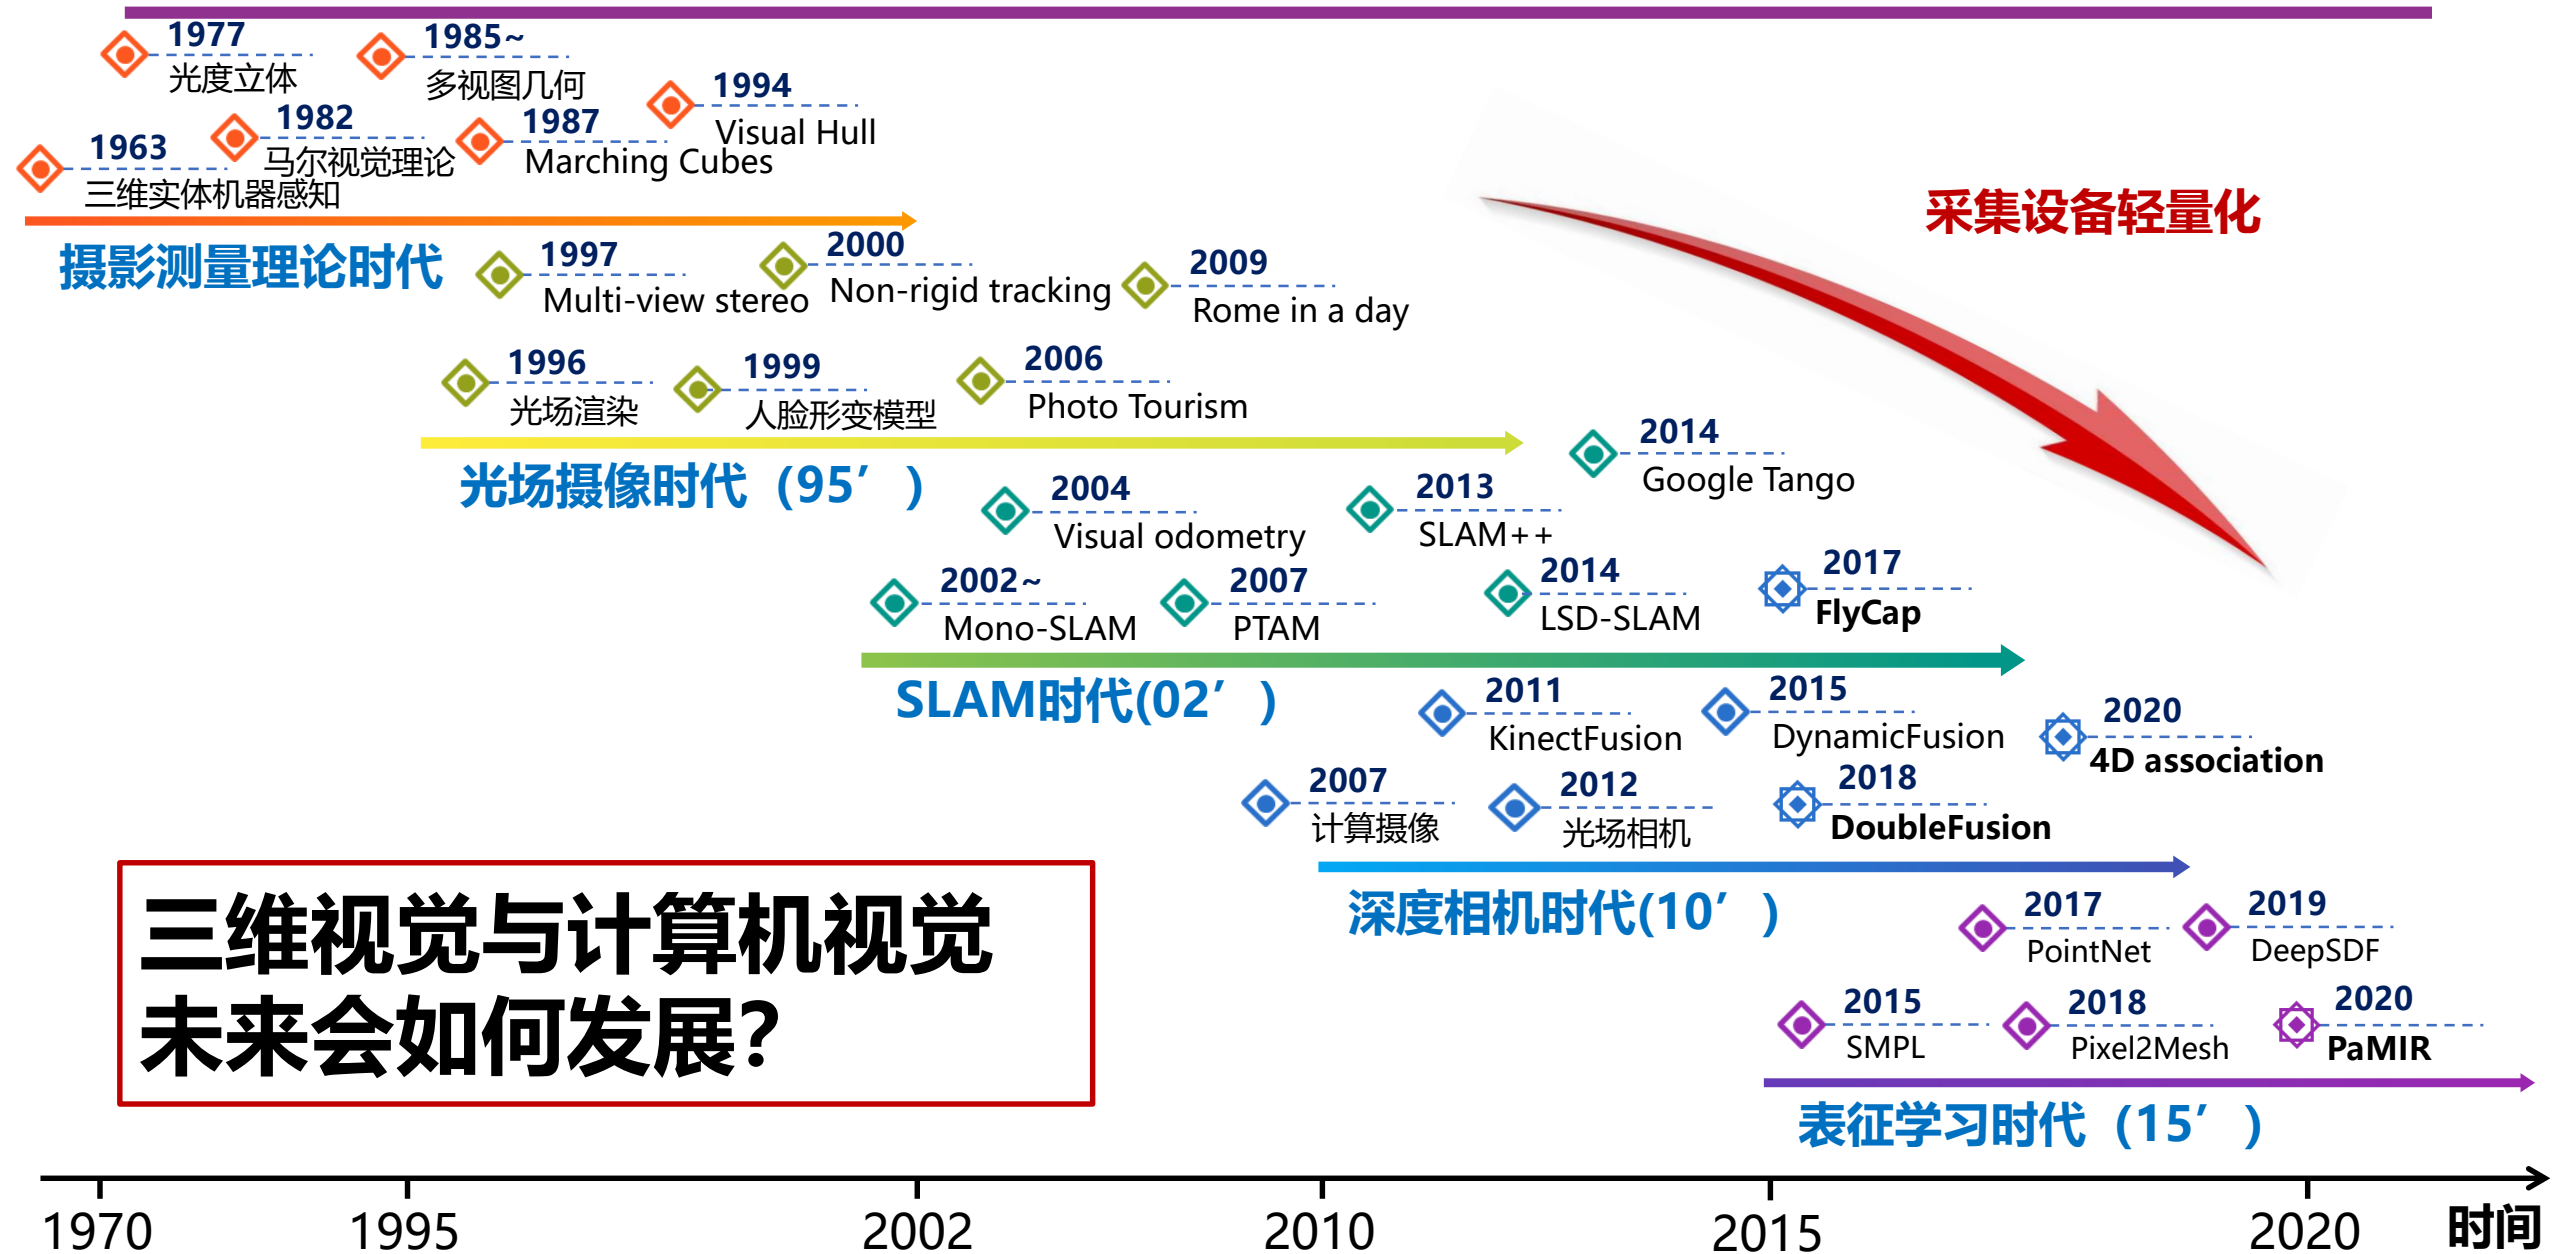 1977
光度立体
1985~
多视图几何
1994
Visual Hull
1982
马尔视觉理论
1987
Marching Cubes
1963
三维实体机器感知
摄影测量理论时代
采集设备轻量化
1997
Multi-view stereo
2000
Non-rigid tracking
2009
Rome in a day
1996
光场渲染
1999
人脸形变模型
2006
Photo Tourism
光场摄像时代（95’）
2014
Google Tango
2004
Visual odometry
2013
SLAM++
2002~
Mono-SLAM
2007
PTAM
2014
LSD-SLAM
2017
FlyCap
SLAM时代(02’)
2011
KinectFusion
2015
DynamicFusion
2020
4D association
2007
计算摄像
2012
光场相机
2018
DoubleFusion
深度相机时代(10’)
2017
PointNet
2019
DeepSDF
2015
SMPL
2018
Pixel2Mesh
2020
PaMIR
表征学习时代（15’）
三维视觉与计算机视觉
未来会如何发展？
1970 1995 2002 2010 2015 2020 时间